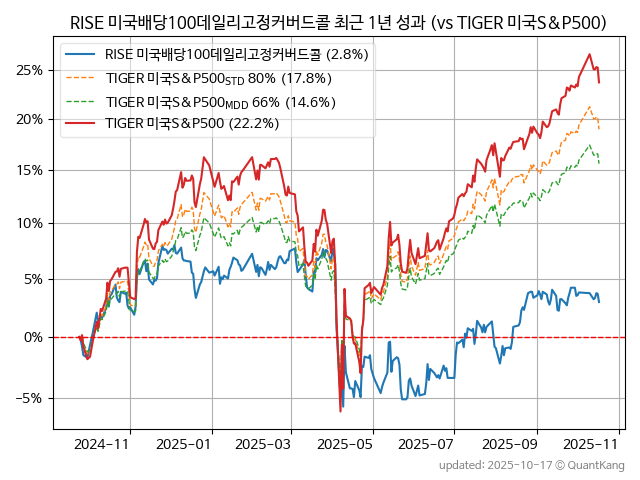 RISE 미국배당100데일리고정커버드콜 최근 1년 성과 (vs TIGER 미국S&P500)
RISE 미국배당100데일리고정커버드콜 (2.8%)
TIGER 미국S&P500STD 80% (17.8%)
TIGER 미국S&P500MDD 66% (14.6%)
TIGER 미국S&P500 (22.2%)
25%
20%
15%
10%
5%
0%
−5%
2024-11 2025-01 2025-03 2025-05 2025-07 2025-09 2025-11
updated: 2025-10-17 © QuantKang